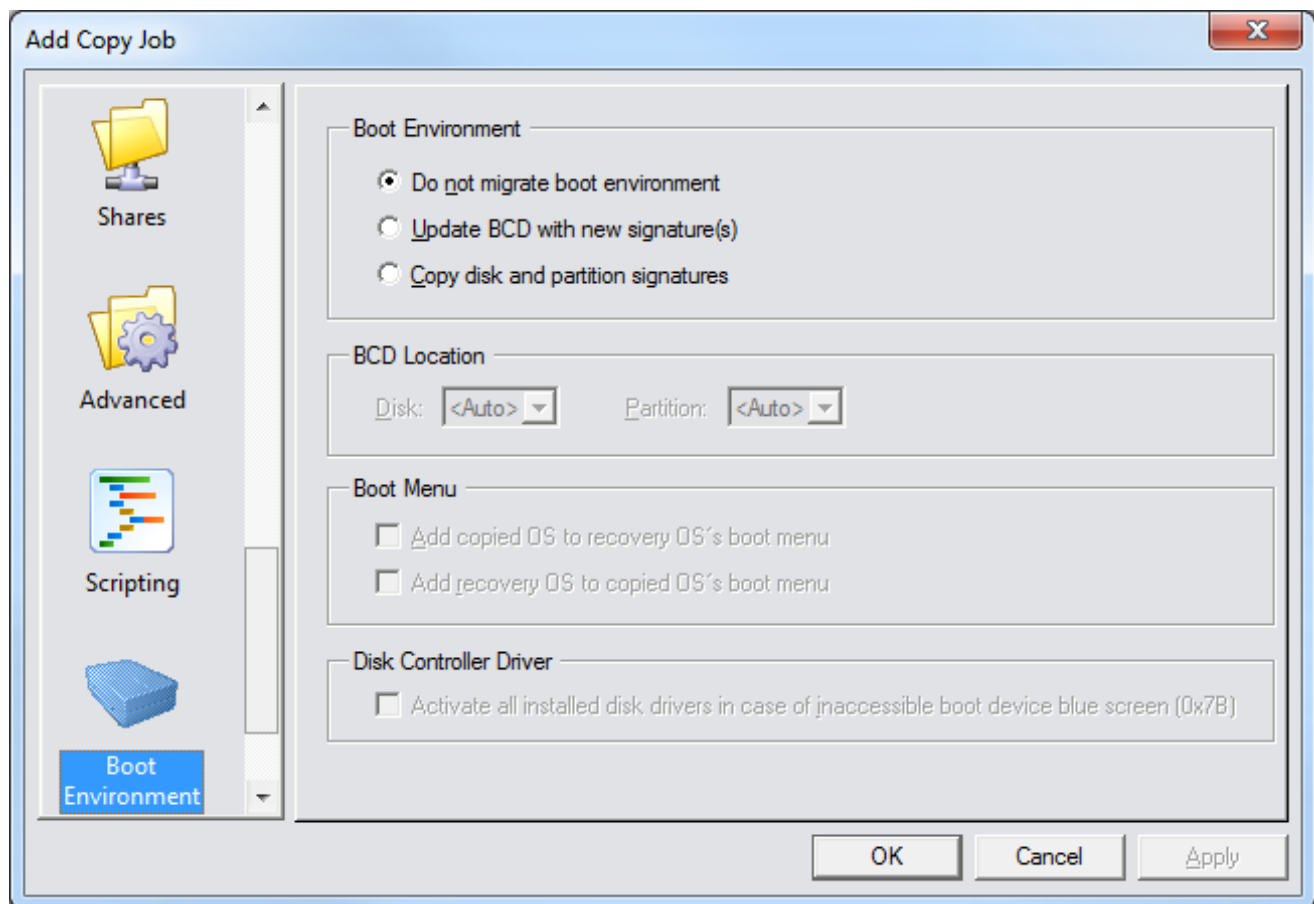 Add Copy Job
Shares
Advanced
Scripting
Boot
Environment
Boot Environment
Do not migrate boot environment
Update BCD with new signature(s)
Copy disk and partition signatures
BCD Location
Disk: <Auto> Partition: <Auto>
Boot Menu
Add copied OS to recovery OS´s boot menu
Add recovery OS to copied OS´s boot menu
Disk Controller Driver
Activate all installed disk drivers in case of inaccessible boot device blue screen (0x7B)
OK Cancel Apply